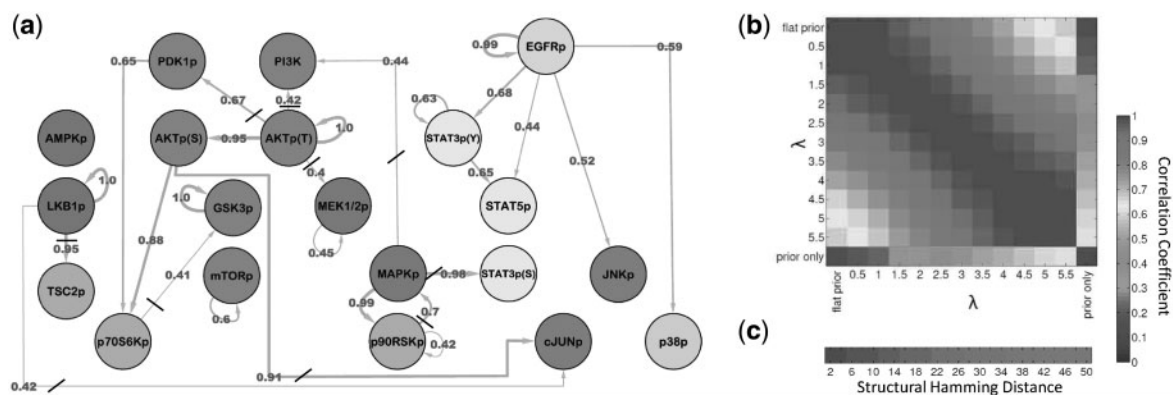 (a)
0.65
PDK1p
PI3K
0.44
0.99
EGFRp
0.59
0.67
0.42
0.63
0.68
AMPKp
AKTp(S)
0.95
AKTp(T)
1.0
STAT3p(Y)
0.44
0.4
0.65
0.52
1.0
LKB1p
1.0
GSK3p
MEK1/2p
STAT5p
0.95
0.88
0.45
0.41
mTORp
MAPKp
0.98
STAT3p(S)
JNKp
TSC2p
0.6
0.99
0.7
p70S6Kp
p90RSKp
0.42
cJUNp
p38p
0.42
0.91
(b)
flat prior
0.5
1
1.5
2
2.5
3
3.5
4
4.5
5
5.5
prior only
λ
flat prior
0.5
1
1.5
2
2.5
3
3.5
4
4.5
5
5.5
prior only
λ
1
0.9
0.8
0.7
0.6
0.5
0.4
0.3
0.2
0.1
0
Correlation Coefficient
(c)
2 6 10 14 18 22 26 30 34 38 42 46 50
Structural Hamming Distance